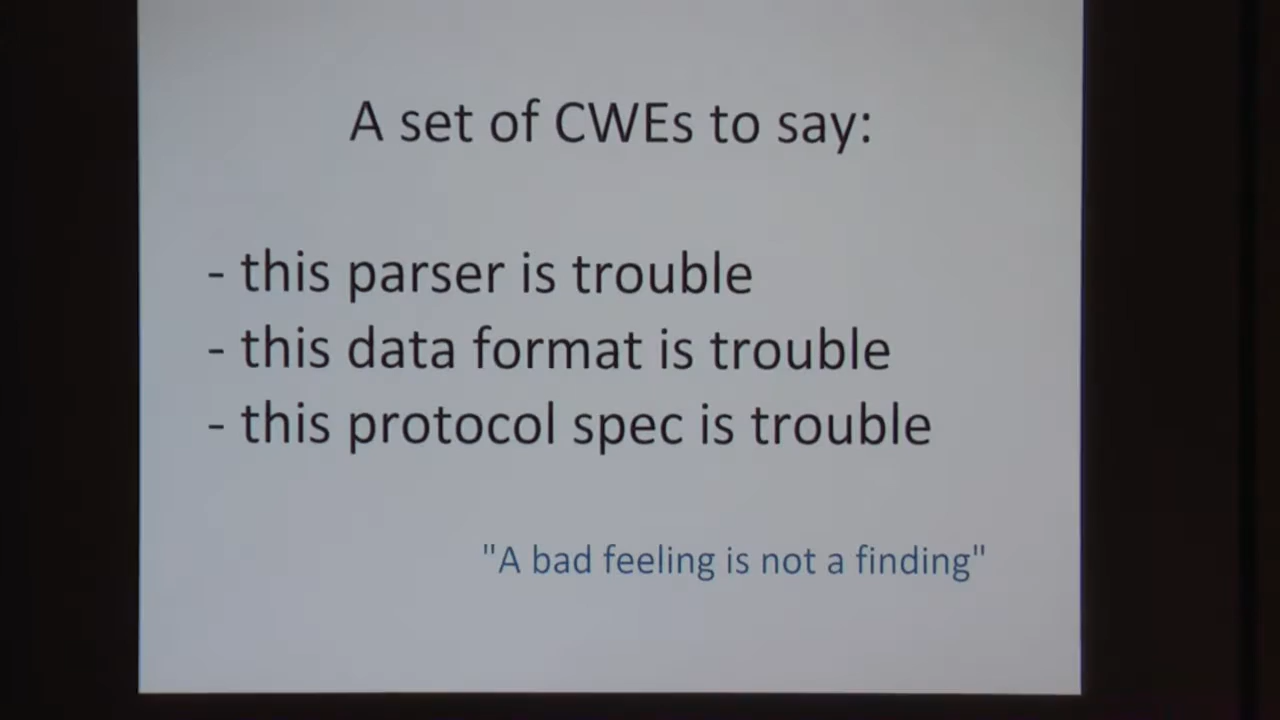 A set of CWEs to say:
- this parser is trouble
- this data format is trouble
- this protocol spec is trouble
"A bad feeling is not a finding"